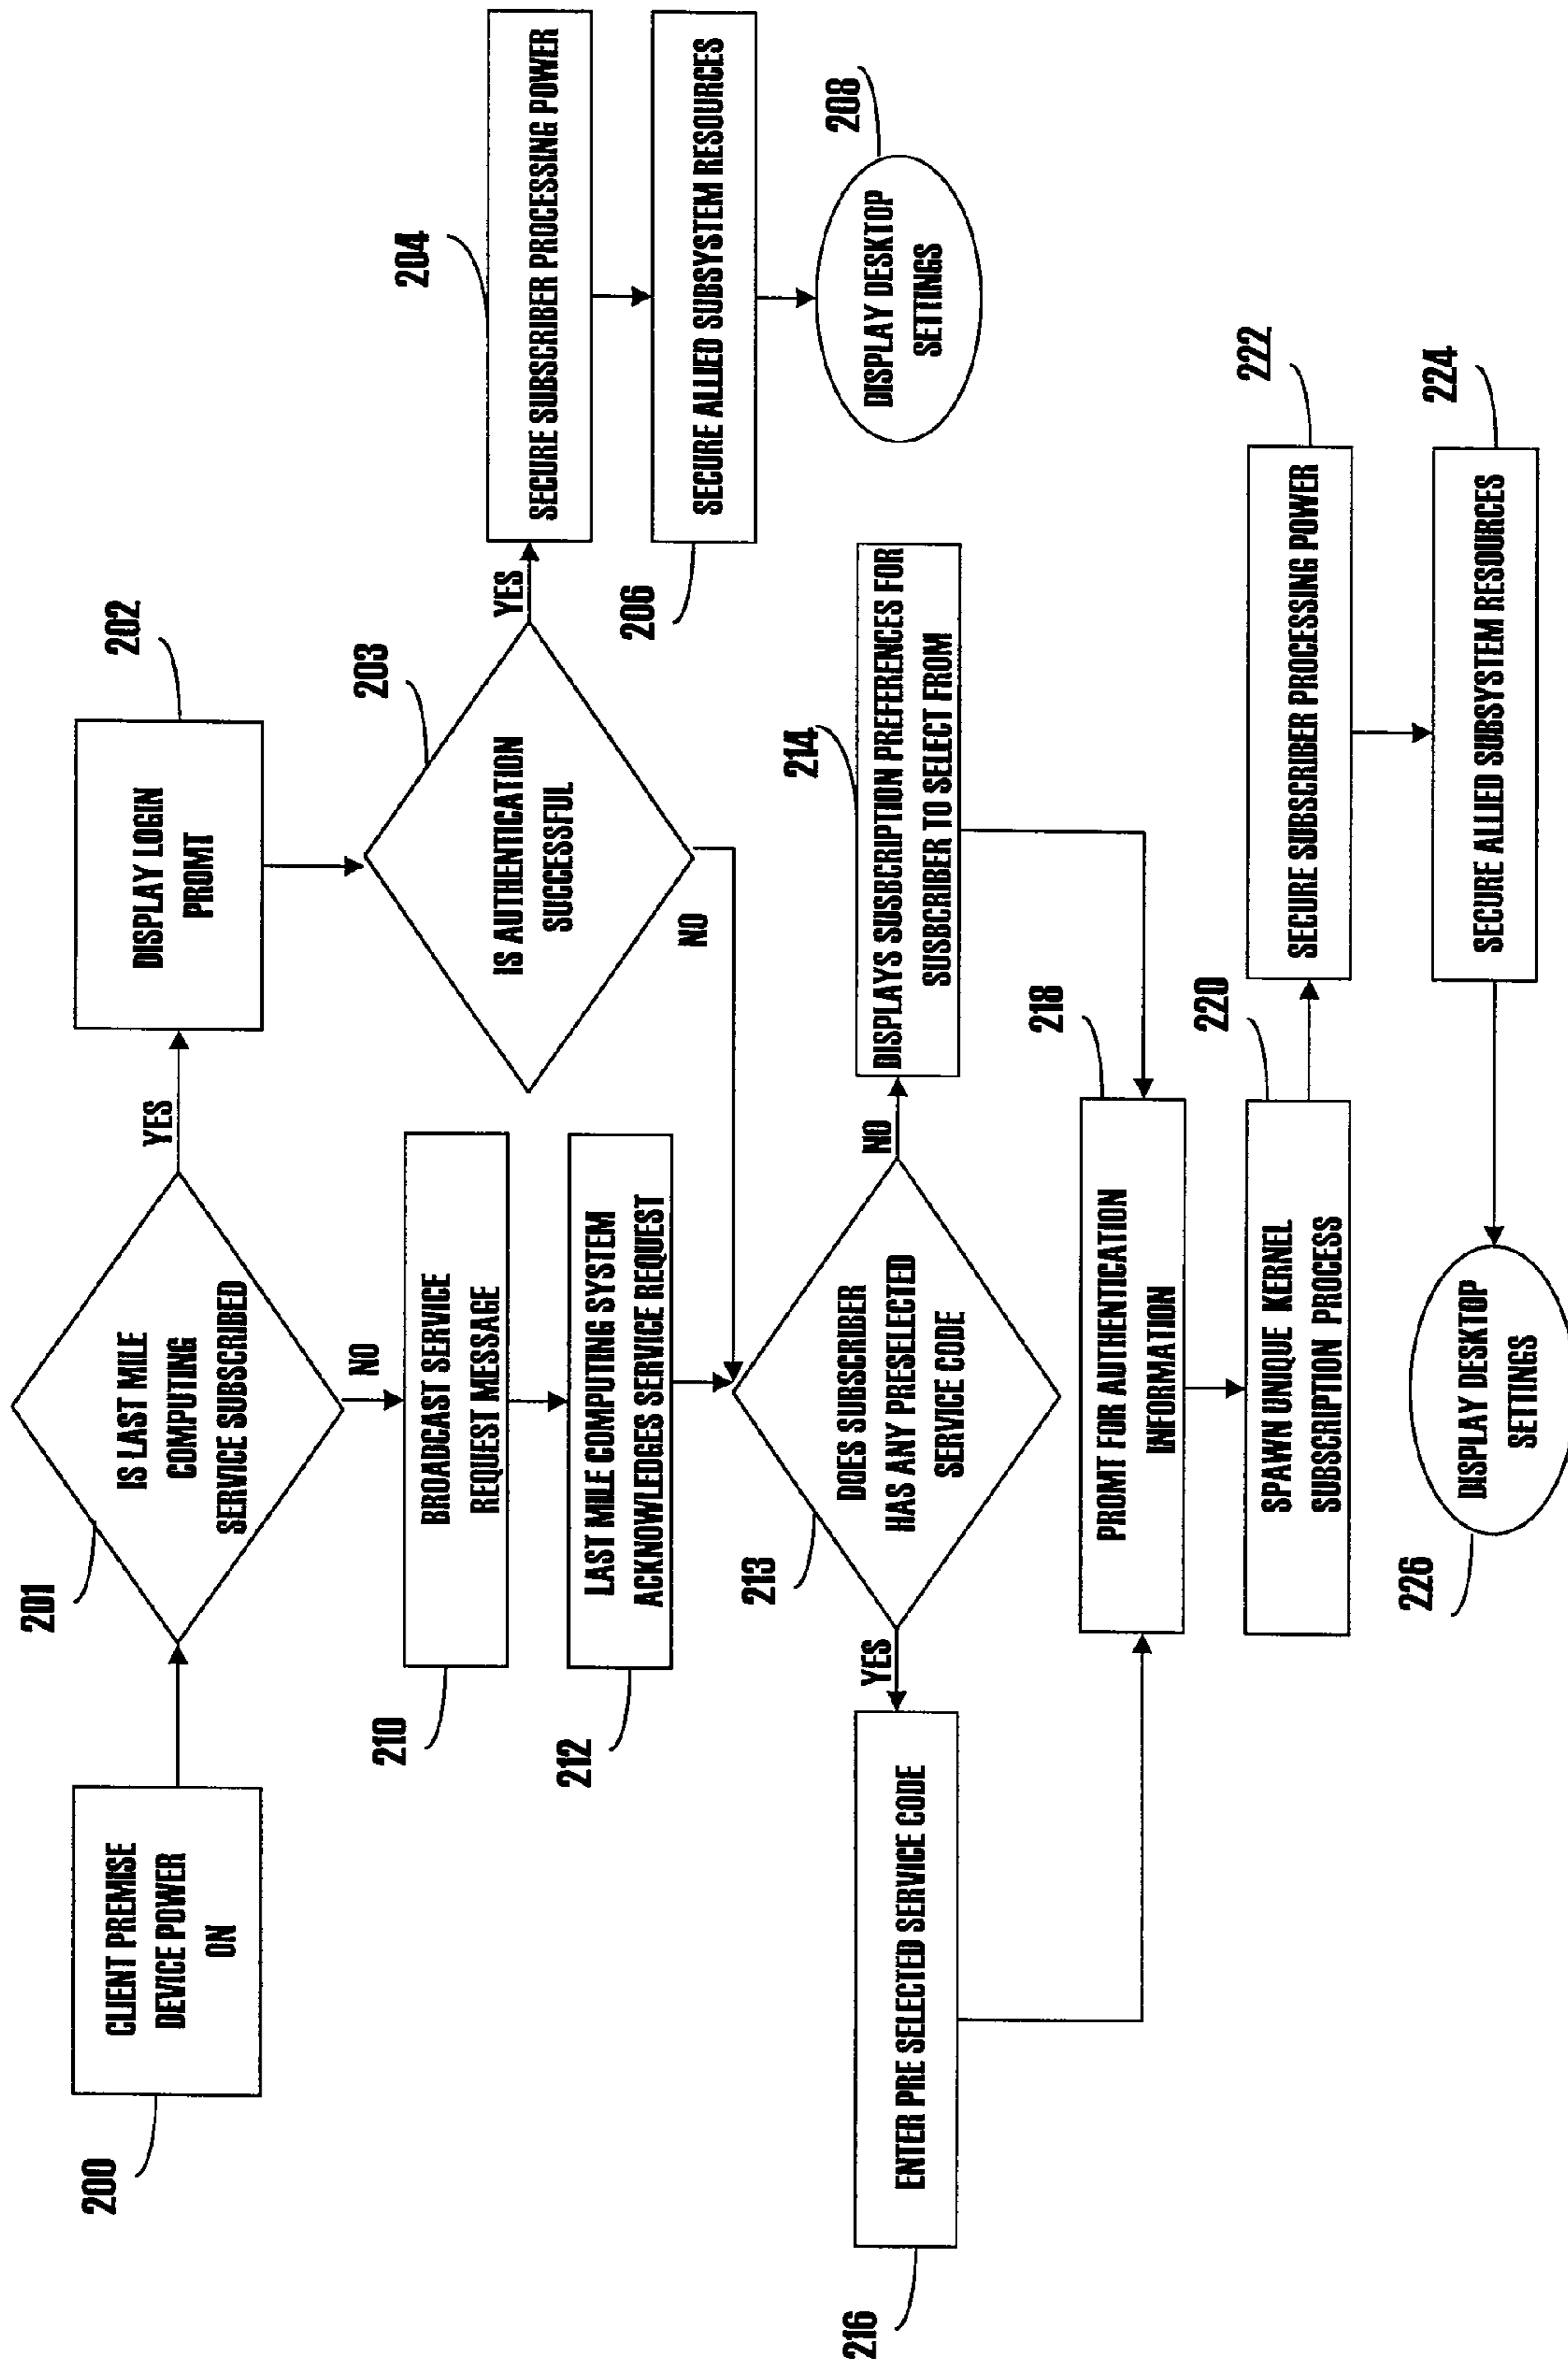 200
CLIENT PREMISE
DEVICE POWER
ON
201
IS LAST MILE
COMPUTING
SERVICE SUBSCRIBED
YES
NO
202
DISPLAY LOGIN
PROMT
203
IS AUTHENTICATION
SUCCESSFUL
YES
NO
204
SECURE SUBSCRIBER PROCESSING POWER
206
SECURE ALLIED SUBSYSTEM RESOURCES
208
DISPLAY DESKTOP
SETTINGS
210
BROADCAST SERVICE
REQUEST MESSAGE
212
LAST MILE COMPUTING SYSTEM
ACKNOWLEDGES SERVICE REQUEST
213
DOES SUBSCRIBER
HAS ANY PRESELECTED
SERVICE CODE
YES
NO
214
DISPLAYS SUSBCRIPTION PREFERENCES FOR
SUSBCRIBER TO SELECT FROM
216
ENTER PRE SELECTED SERVICE CODE
218
PROMT FOR AUTHENTICATION
INFORMATION
220
SPAWN UNIQUE KERNEL
SUBSCRIPTION PROCESS
222
SECURE SUBSCRIBER PROCESSING POWER
224
SECURE ALLIED SUBSYSTEM RESOURCES
226
DISPLAY DESKTOP
SETTINGS